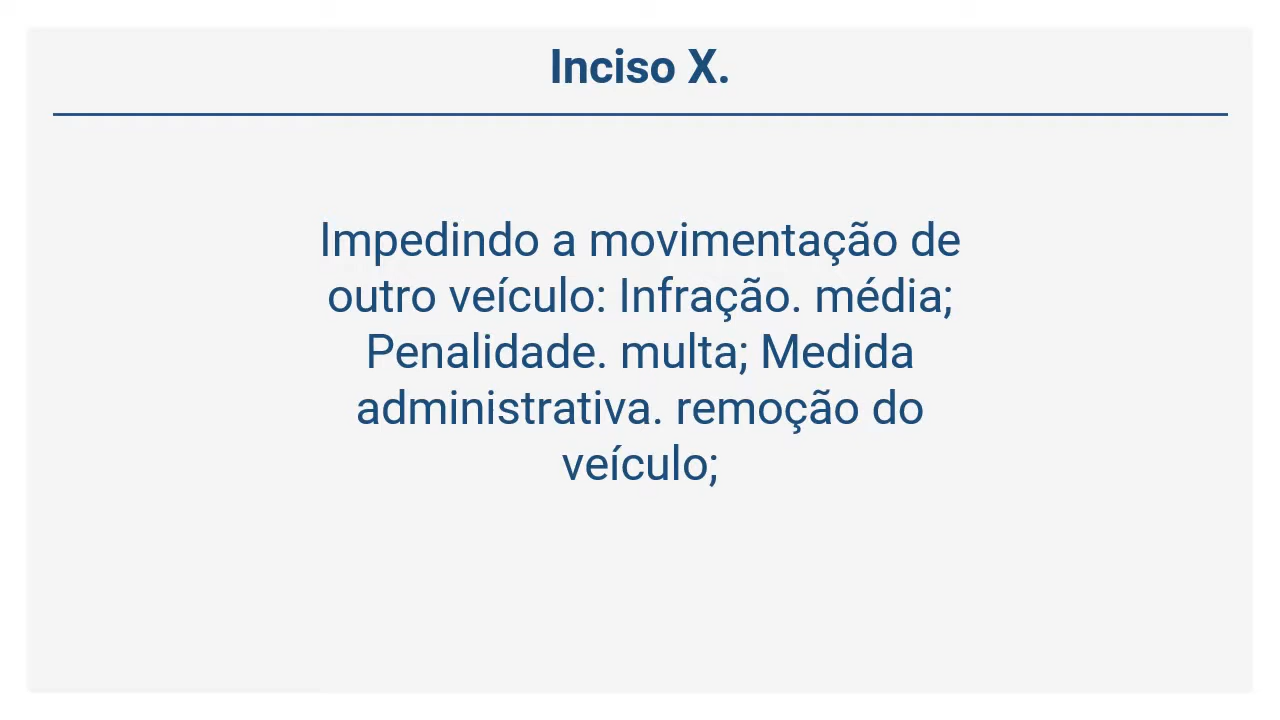 Inciso X.
Impedindo a movimentação de
outro veículo: Infração. média;
Penalidade. multa; Medida
administrativa. remoção do
veículo;